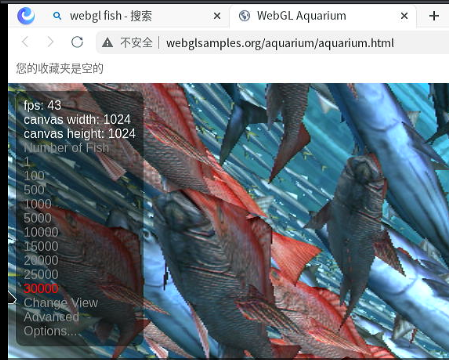 webgl fish - 搜索
WebGL Aquarium
不安全
webglsamples.org/aquarium/aquarium.html
您的收藏夹是空的
fps: 43
canvas width: 1024
canvas height: 1024
Number of Fish
1
100
500
1000
5000
10000
15000
20000
25000
30000
Change View
Advanced
Options...